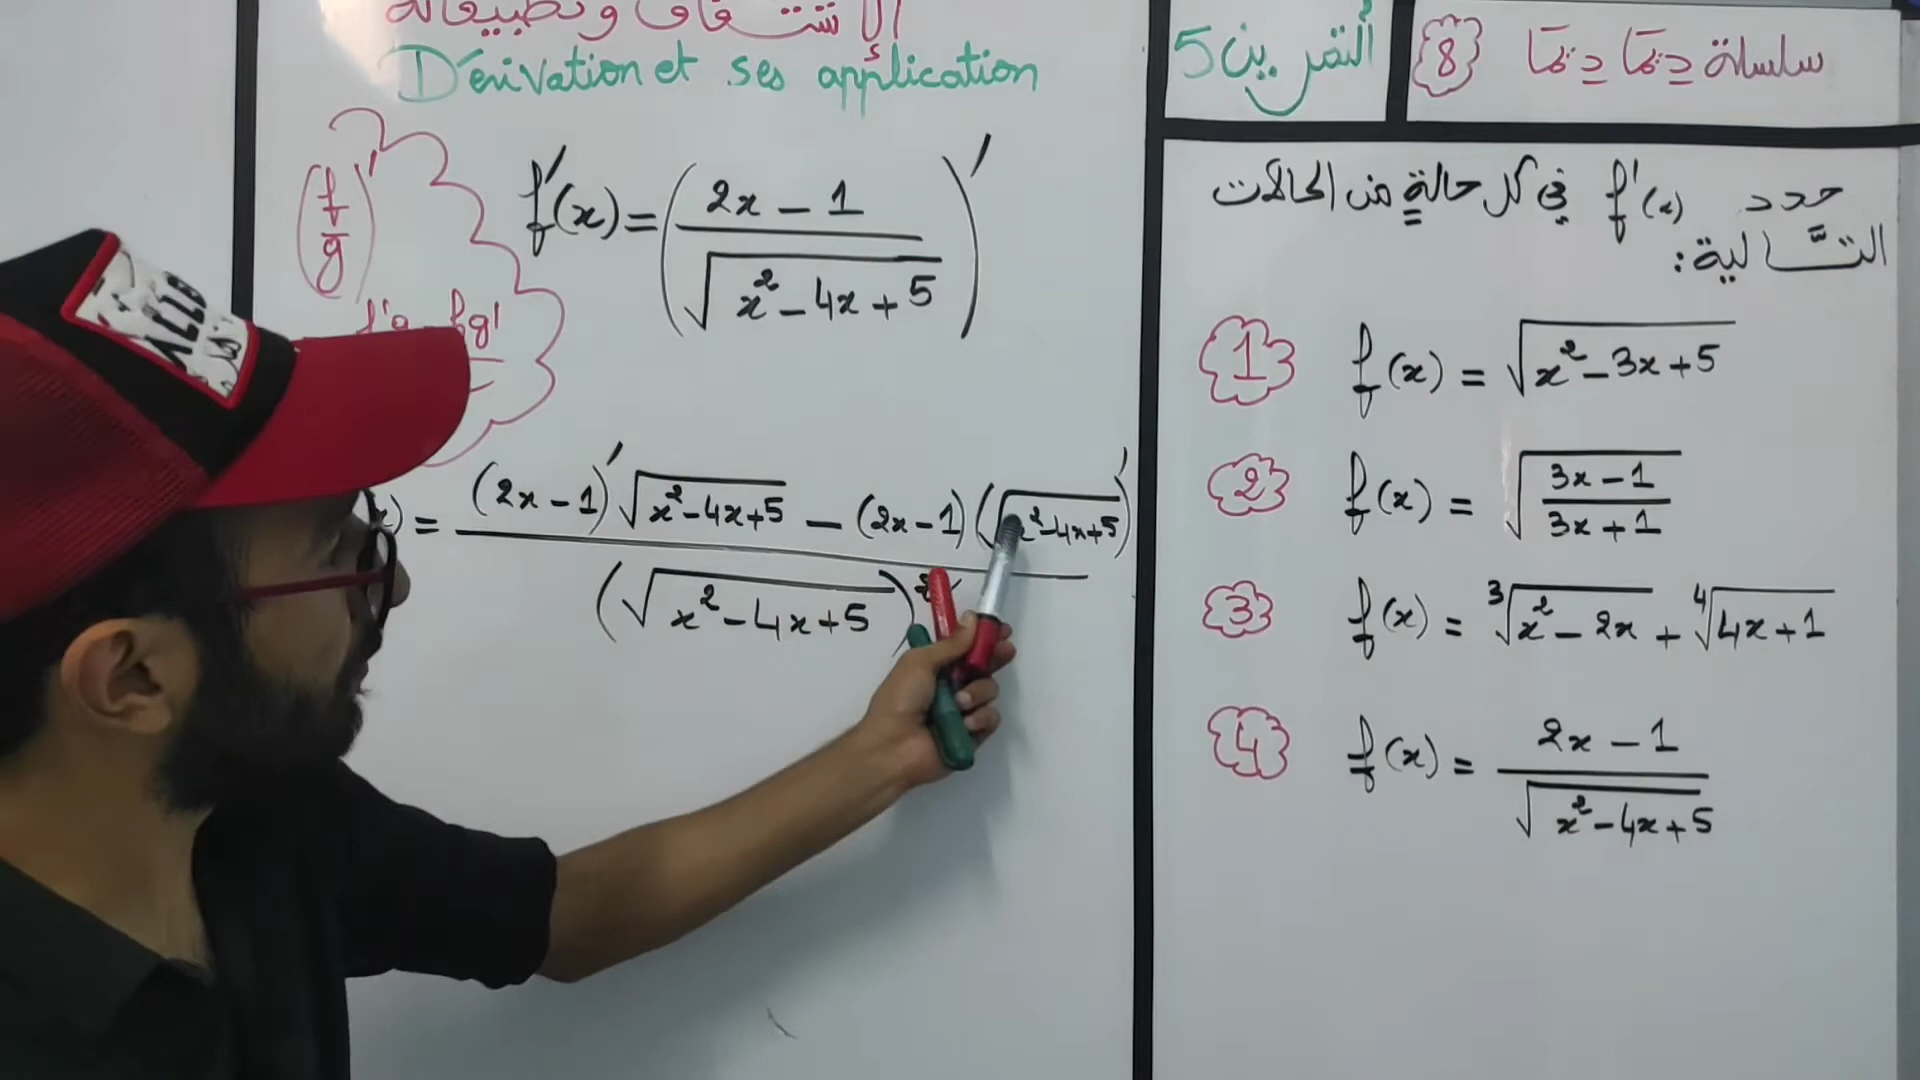 الإشتقاق وتطبيقاته
Dérivation et ses application
(f/g)'
f'g - fg'
f'(x) = ( (2x - 1) / √(x² - 4x + 5) )'
= ( (2x - 1)' √(x² - 4x + 5) - (2x - 1) (√(x² - 4x + 5))' ) / (√(x² - 4x + 5))²
التمرين 5
سلسلة 8
حدد f'(x) في كل حالة من الحالات
التالية:
1 f(x) = √(x² - 3x + 5)
2 f(x) = √((3x - 1) / (3x + 1))
3 f(x) = ³√(x² - 2x) + ⁴√(4x + 1)
4 f(x) = (2x - 1) / √(x² - 4x + 5)